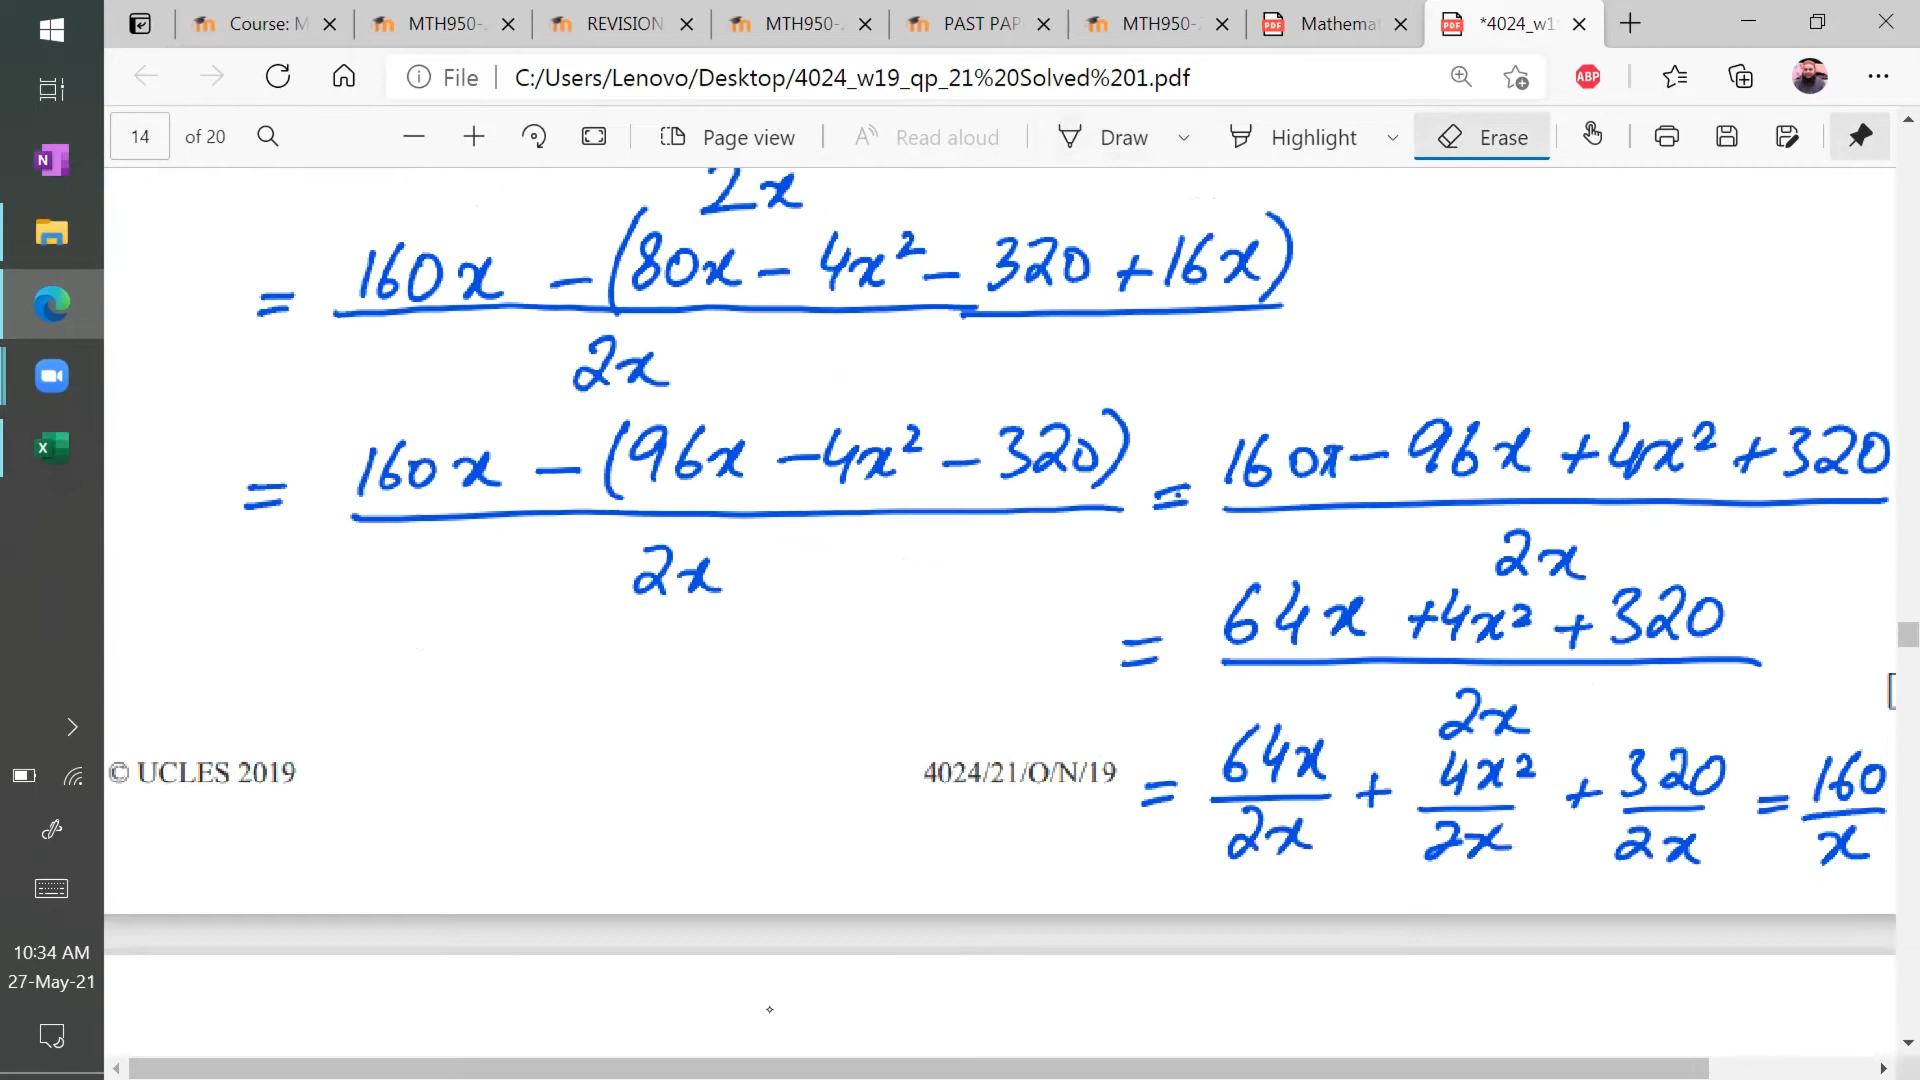 Course: M
MTH950-
REVISION
MTH950-
PAST PAP
MTH950-
Mathema
*4024_w1
File
C:/Users/Lenovo/Desktop/4024_w19_qp_21%20Solved%201.pdf
ABP
14 of 20
Page view
Read aloud
Draw
Highlight
Erase
2x
= 160x - (80x - 4x² - 320 + 16x)
2x
= 160x - (96x - 4x² - 320) = 160x - 96x + 4x² + 320
2x 2x
= 64x + 4x² + 320
2x
= 64x/2x + 4x²/2x + 320/2x = 160/x
© UCLES 2019
4024/21/O/N/19
10:34 AM
27-May-21